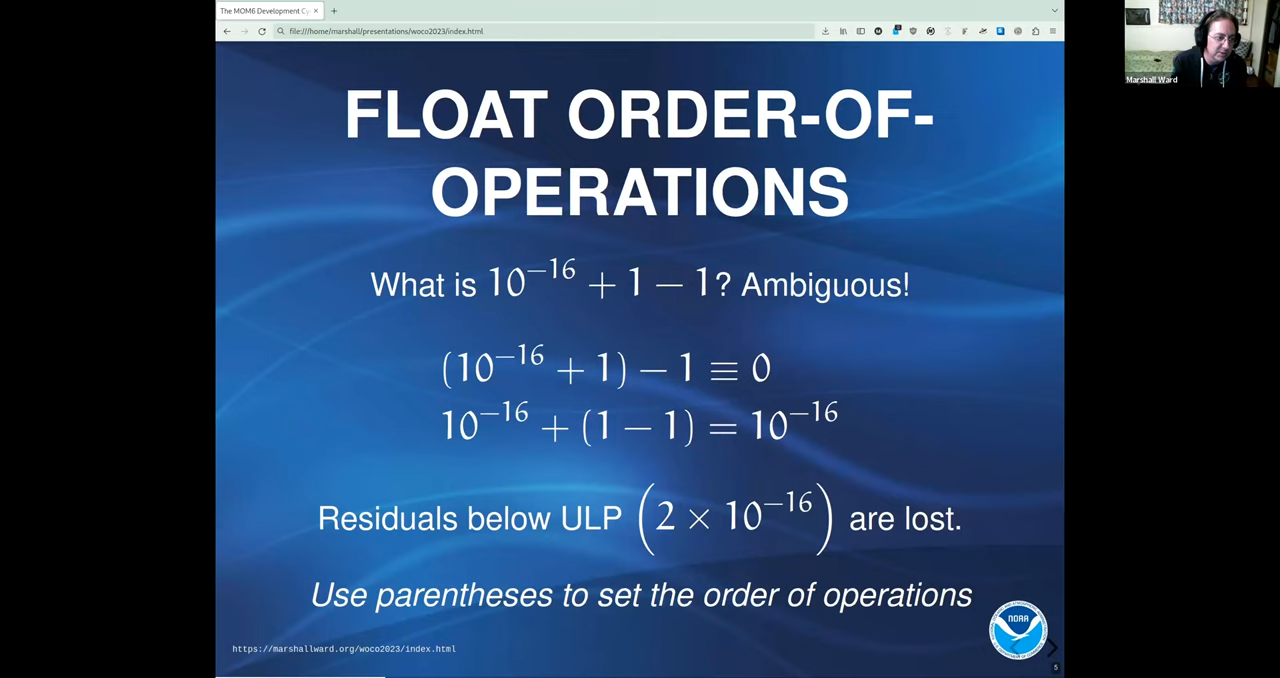 The MOM6 Development Cy
file:///home/marshall/presentations/woco2023/index.html
Marshall Ward
FLOAT ORDER-OF-
OPERATIONS
What is 10⁻¹⁶ + 1 − 1? Ambiguous!
(10⁻¹⁶ + 1) − 1 ≡ 0
10⁻¹⁶ + (1 − 1) = 10⁻¹⁶
Residuals below ULP (2 × 10⁻¹⁶) are lost.
Use parentheses to set the order of operations
NOAA
https://marshallward.org/woco2023/index.html
5